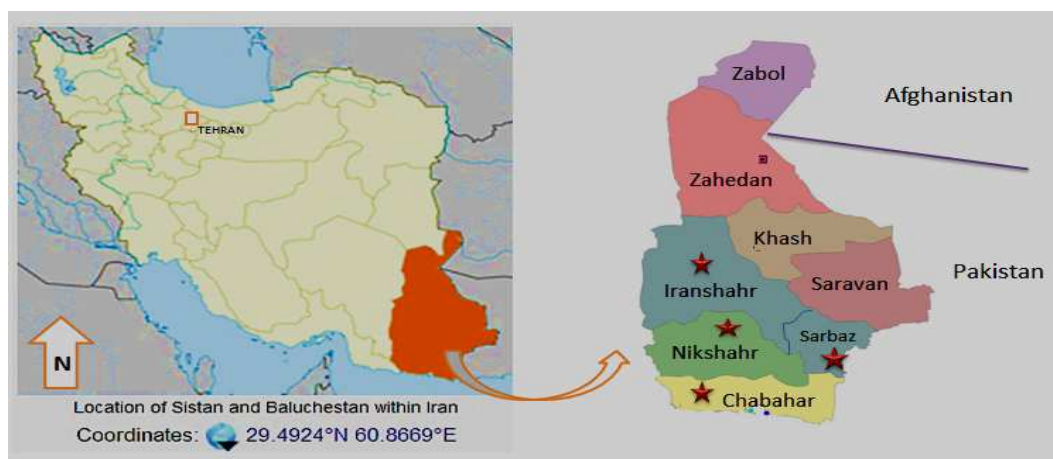 TEHRAN
N
Location of Sistan and Baluchestan within Iran
Coordinates: 29.4924°N 60.8669°E
Zabol
Afghanistan
Zahedan
Khash
Pakistan
Saravan
Iranshahr
Sarbaz
Nikshahr
Chabahar